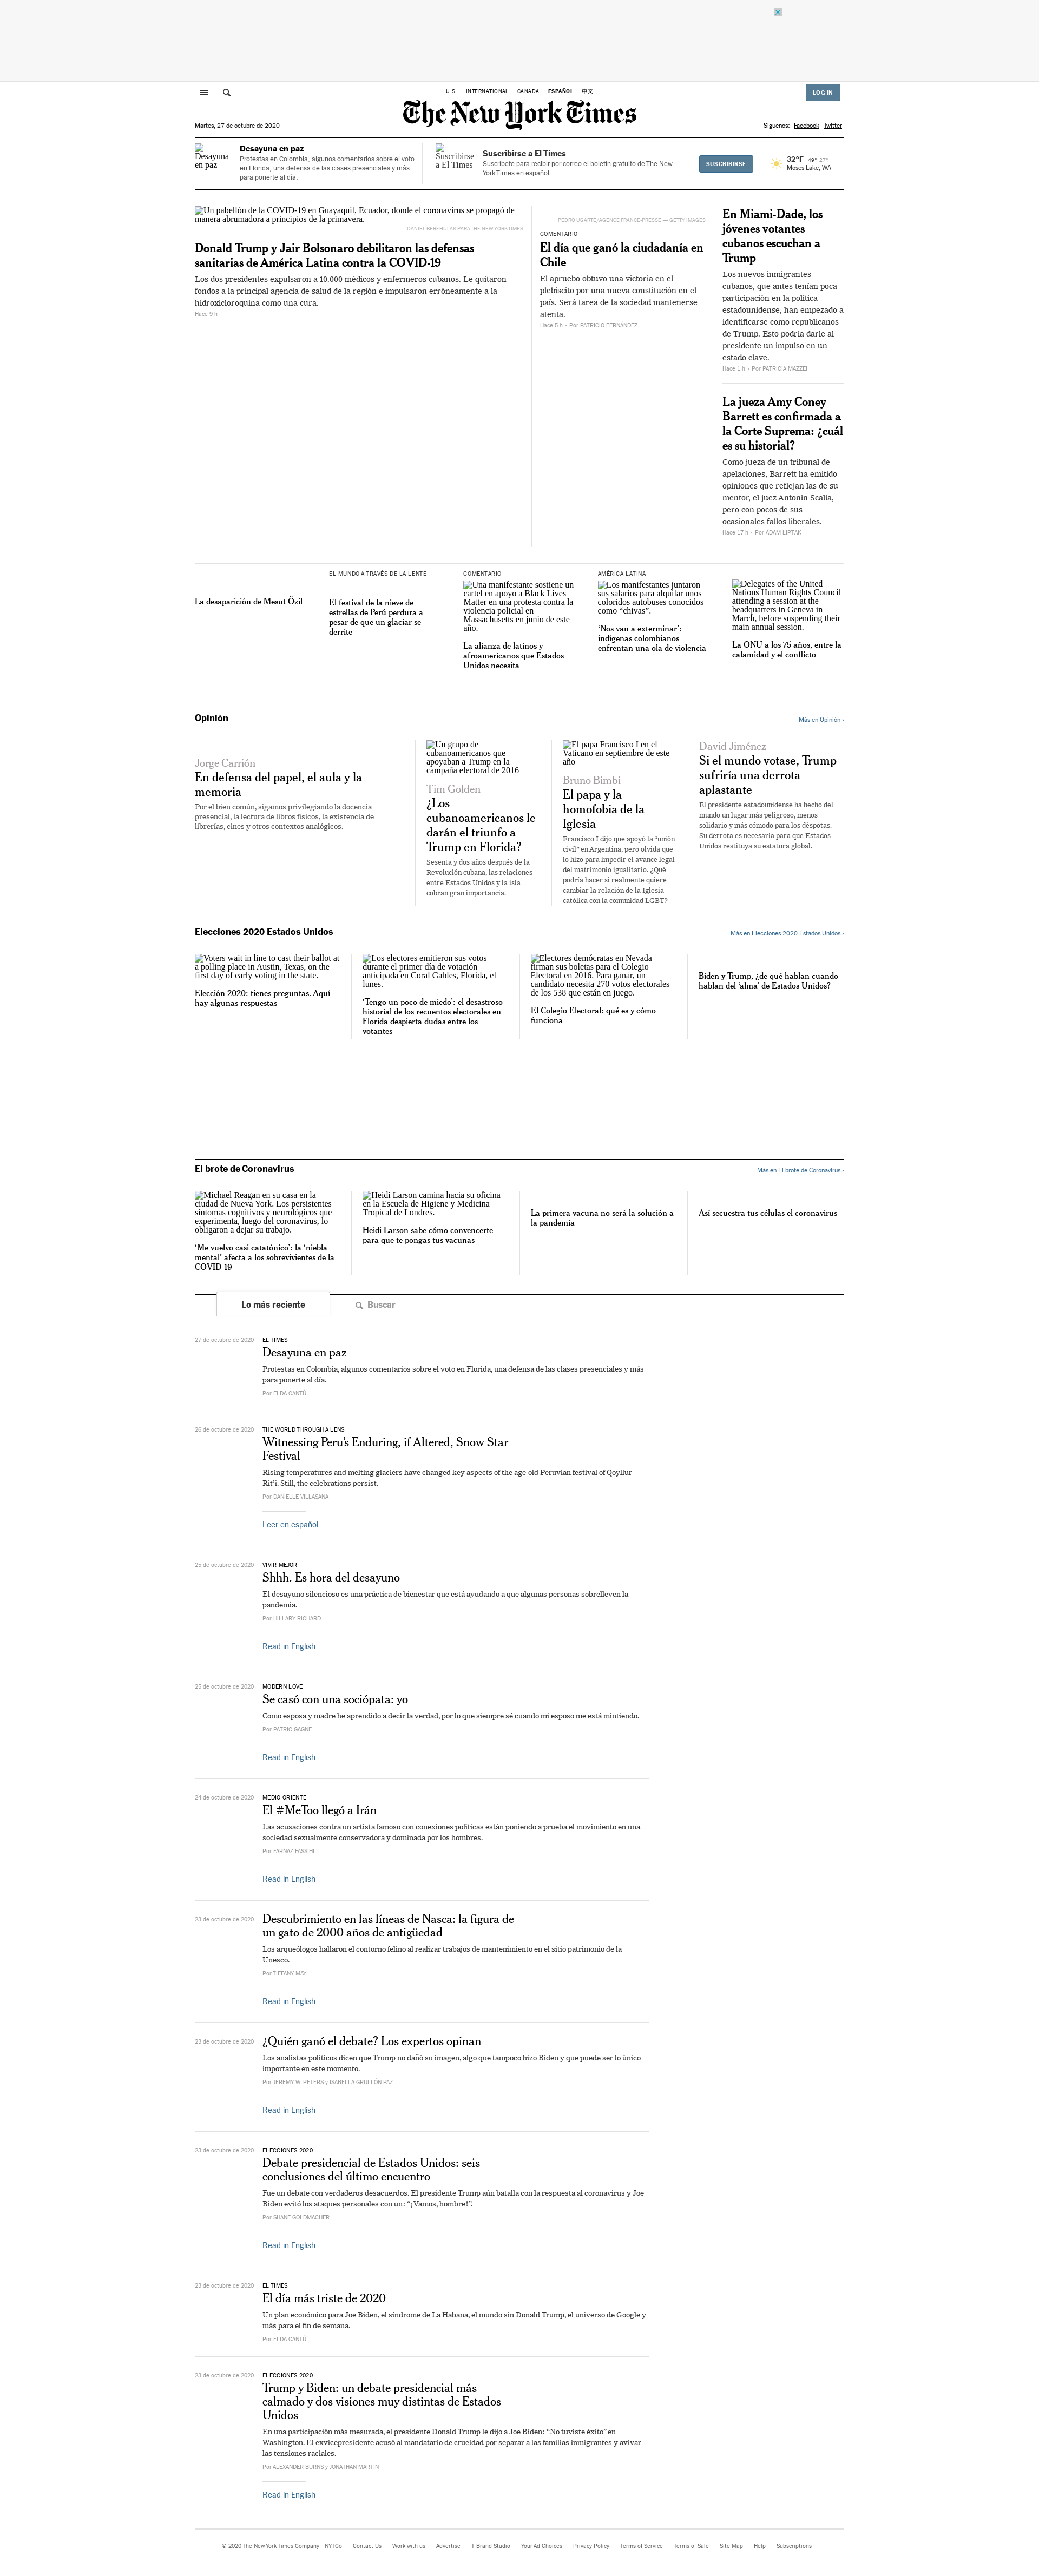 U.S.
INTERNATIONAL
CANADA
ESPAÑOL
中文
LOG IN
The New York Times
Martes, 27 de octubre de 2020
Síguenos: Facebook Twitter
Desayuna en paz
Desayuna en paz
Protestas en Colombia, algunos comentarios sobre el voto
en Florida, una defensa de las clases presenciales y más
para ponerte al día.
Suscribirse
a El Times
Suscribirse a El Times
Suscríbete para recibir por correo el boletín gratuito de The New
York Times en español.
SUSCRIBIRSE
32°F 49° 27°
Moses Lake, WA
Un pabellón de la COVID-19 en Guayaquil, Ecuador, donde el coronavirus se propagó de
manera abrumadora a principios de la primavera.
DANIEL BEREHULAK PARA THE NEW YORK TIMES
Donald Trump y Jair Bolsonaro debilitaron las defensas
sanitarias de América Latina contra la COVID-19
Los dos presidentes expulsaron a 10.000 médicos y enfermeros cubanos. Le quitaron
fondos a la principal agencia de salud de la región e impulsaron erróneamente a la
hidroxicloroquina como una cura.
Hace 9 h
PEDRO UGARTE/AGENCE FRANCE-PRESSE — GETTY IMAGES
COMENTARIO
El día que ganó la ciudadanía en
Chile
El apruebo obtuvo una victoria en el
plebiscito por una nueva constitución en el
país. Será tarea de la sociedad mantenerse
atenta.
Hace 5 h • Por PATRICIO FERNÁNDEZ
En Miami-Dade, los
jóvenes votantes
cubanos escuchan a
Trump
Los nuevos inmigrantes
cubanos, que antes tenían poca
participación en la política
estadounidense, han empezado a
identificarse como republicanos
de Trump. Esto podría darle al
presidente un impulso en un
estado clave.
Hace 1 h • Por PATRICIA MAZZEI
La jueza Amy Coney
Barrett es confirmada a
la Corte Suprema: ¿cuál
es su historial?
Como jueza de un tribunal de
apelaciones, Barrett ha emitido
opiniones que reflejan las de su
mentor, el juez Antonin Scalia,
pero con pocos de sus
ocasionales fallos liberales.
Hace 17 h • Por ADAM LIPTAK
La desaparición de Mesut Özil
EL MUNDO A TRAVÉS DE LA LENTE
El festival de la nieve de
estrellas de Perú perdura a
pesar de que un glaciar se
derrite
COMENTARIO
Una manifestante sostiene un
cartel en apoyo a Black Lives
Matter en una protesta contra la
violencia policial en
Massachusetts en junio de este
año.
La alianza de latinos y
afroamericanos que Estados
Unidos necesita
AMÉRICA LATINA
Los manifestantes juntaron
sus salarios para alquilar unos
coloridos autobuses conocidos
como “chivas”.
‘Nos van a exterminar’:
indígenas colombianos
enfrentan una ola de violencia
Delegates of the United
Nations Human Rights Council
attending a session at the
headquarters in Geneva in
March, before suspending their
main annual session.
La ONU a los 75 años, entre la
calamidad y el conflicto
Opinión
Más en Opinión ›
Jorge Carrión
En defensa del papel, el aula y la
memoria
Por el bien común, sigamos privilegiando la docencia
presencial, la lectura de libros físicos, la existencia de
librerías, cines y otros contextos analógicos.
Un grupo de
cubanoamericanos que
apoyaban a Trump en la
campaña electoral de 2016
Tim Golden
¿Los
cubanoamericanos le
darán el triunfo a
Trump en Florida?
Sesenta y dos años después de la
Revolución cubana, las relaciones
entre Estados Unidos y la isla
cobran gran importancia.
El papa Francisco I en el
Vaticano en septiembre de este
año
Bruno Bimbi
El papa y la
homofobia de la
Iglesia
Francisco I dijo que apoyó la “unión
civil” en Argentina, pero olvida que
lo hizo para impedir el avance legal
del matrimonio igualitario. ¿Qué
podría hacer si realmente quiere
cambiar la relación de la Iglesia
católica con la comunidad LGBT?
David Jiménez
Si el mundo votase, Trump
sufriría una derrota
aplastante
El presidente estadounidense ha hecho del
mundo un lugar más peligroso, menos
solidario y más cómodo para los déspotas.
Su derrota es necesaria para que Estados
Unidos restituya su estatura global.
Elecciones 2020 Estados Unidos
Más en Elecciones 2020 Estados Unidos ›
Voters wait in line to cast their ballot at
a polling place in Austin, Texas, on the
first day of early voting in the state.
Elección 2020: tienes preguntas. Aquí
hay algunas respuestas
Los electores emitieron sus votos
durante el primer día de votación
anticipada en Coral Gables, Florida, el
lunes.
‘Tengo un poco de miedo’: el desastroso
historial de los recuentos electorales en
Florida despierta dudas entre los
votantes
Electores demócratas en Nevada
firman sus boletas para el Colegio
Electoral en 2016. Para ganar, un
candidato necesita 270 votos electorales
de los 538 que están en juego.
El Colegio Electoral: qué es y cómo
funciona
Biden y Trump, ¿de qué hablan cuando
hablan del ‘alma’ de Estados Unidos?
El brote de Coronavirus
Más en El brote de Coronavirus ›
Michael Reagan en su casa en la
ciudad de Nueva York. Los persistentes
síntomas cognitivos y neurológicos que
experimenta, luego del coronavirus, lo
obligaron a dejar su trabajo.
‘Me vuelvo casi catatónico’: la ‘niebla
mental’ afecta a los sobrevivientes de la
COVID-19
Heidi Larson camina hacia su oficina
en la Escuela de Higiene y Medicina
Tropical de Londres.
Heidi Larson sabe cómo convencerte
para que te pongas tus vacunas
La primera vacuna no será la solución a
la pandemia
Así secuestra tus células el coronavirus
Lo más reciente
Buscar
27 de octubre de 2020
EL TIMES
Desayuna en paz
Protestas en Colombia, algunos comentarios sobre el voto en Florida, una defensa de las clases presenciales y más
para ponerte al día.
Por ELDA CANTÚ
26 de octubre de 2020
THE WORLD THROUGH A LENS
Witnessing Peru’s Enduring, if Altered, Snow Star
Festival
Rising temperatures and melting glaciers have changed key aspects of the age-old Peruvian festival of Qoyllur
Rit’i. Still, the celebrations persist.
Por DANIELLE VILLASANA
Leer en español
25 de octubre de 2020
VIVIR MEJOR
Shhh. Es hora del desayuno
El desayuno silencioso es una práctica de bienestar que está ayudando a que algunas personas sobrelleven la
pandemia.
Por HILLARY RICHARD
Read in English
25 de octubre de 2020
MODERN LOVE
Se casó con una sociópata: yo
Como esposa y madre he aprendido a decir la verdad, por lo que siempre sé cuando mi esposo me está mintiendo.
Por PATRIC GAGNE
Read in English
24 de octubre de 2020
MEDIO ORIENTE
El #MeToo llegó a Irán
Las acusaciones contra un artista famoso con conexiones políticas están poniendo a prueba el movimiento en una
sociedad sexualmente conservadora y dominada por los hombres.
Por FARNAZ FASSIHI
Read in English
23 de octubre de 2020
Descubrimiento en las líneas de Nasca: la figura de
un gato de 2000 años de antigüedad
Los arqueólogos hallaron el contorno felino al realizar trabajos de mantenimiento en el sitio patrimonio de la
Unesco.
Por TIFFANY MAY
Read in English
23 de octubre de 2020
¿Quién ganó el debate? Los expertos opinan
Los analistas políticos dicen que Trump no dañó su imagen, algo que tampoco hizo Biden y que puede ser lo único
importante en este momento.
Por JEREMY W. PETERS y ISABELLA GRULLÓN PAZ
Read in English
23 de octubre de 2020
ELECCIONES 2020
Debate presidencial de Estados Unidos: seis
conclusiones del último encuentro
Fue un debate con verdaderos desacuerdos. El presidente Trump aún batalla con la respuesta al coronavirus y Joe
Biden evitó los ataques personales con un: “¡Vamos, hombre!”.
Por SHANE GOLDMACHER
Read in English
23 de octubre de 2020
EL TIMES
El día más triste de 2020
Un plan económico para Joe Biden, el síndrome de La Habana, el mundo sin Donald Trump, el universo de Google y
más para el fin de semana.
Por ELDA CANTÚ
23 de octubre de 2020
ELECCIONES 2020
Trump y Biden: un debate presidencial más
calmado y dos visiones muy distintas de Estados
Unidos
En una participación más mesurada, el presidente Donald Trump le dijo a Joe Biden: “No tuviste éxito” en
Washington. El exvicepresidente acusó al mandatario de crueldad por separar a las familias inmigrantes y avivar
las tensiones raciales.
Por ALEXANDER BURNS y JONATHAN MARTIN
Read in English
© 2020 The New York Times Company NYTCo Contact Us Work with us Advertise T Brand Studio Your Ad Choices Privacy Policy Terms of Service Terms of Sale Site Map Help Subscriptions